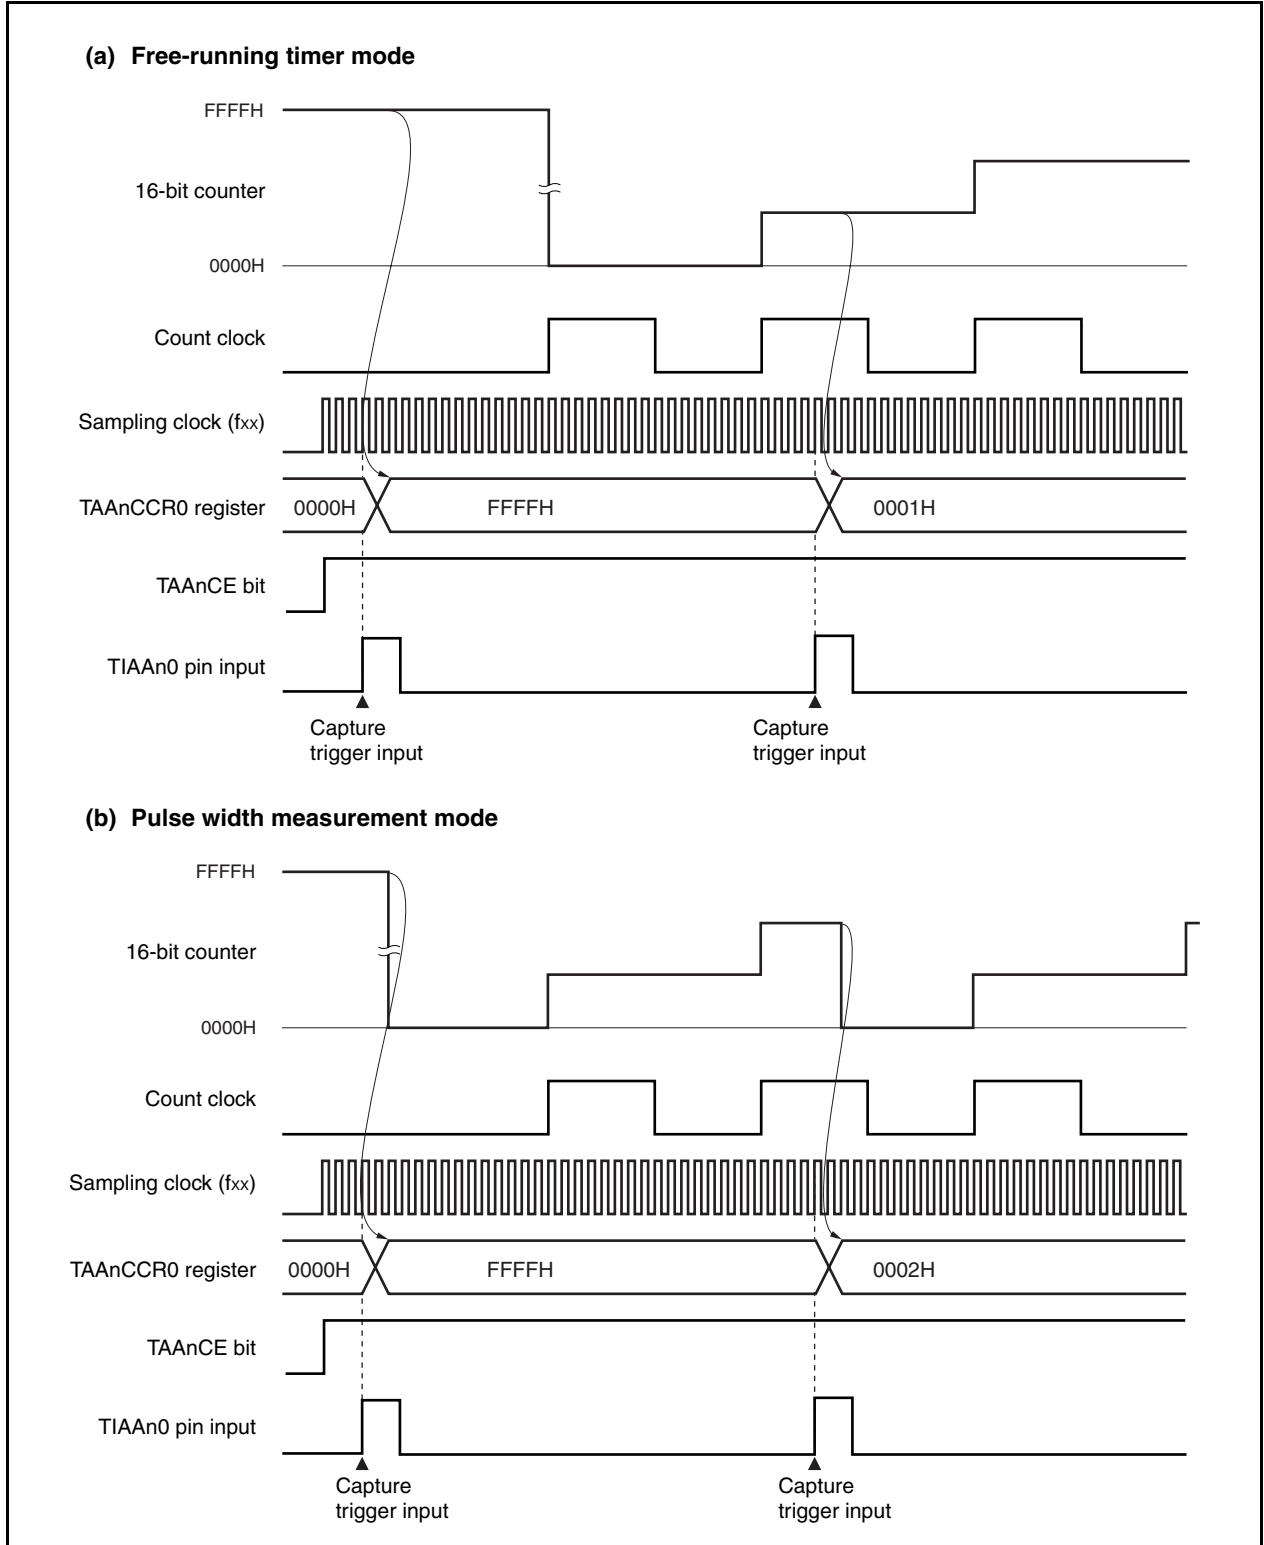 (a) Free-running timer mode
FFFFH
16-bit counter
0000H
Count clock
Sampling clock (fxx)
TAAnCCR0 register 0000H FFFFH 0001H
TAAnCE bit
TIAAn0 pin input
Capture
trigger input
Capture
trigger input
(b) Pulse width measurement mode
FFFFH
16-bit counter
0000H
Count clock
Sampling clock (fxx)
TAAnCCR0 register 0000H FFFFH 0002H
TAAnCE bit
TIAAn0 pin input
Capture
trigger input
Capture
trigger input